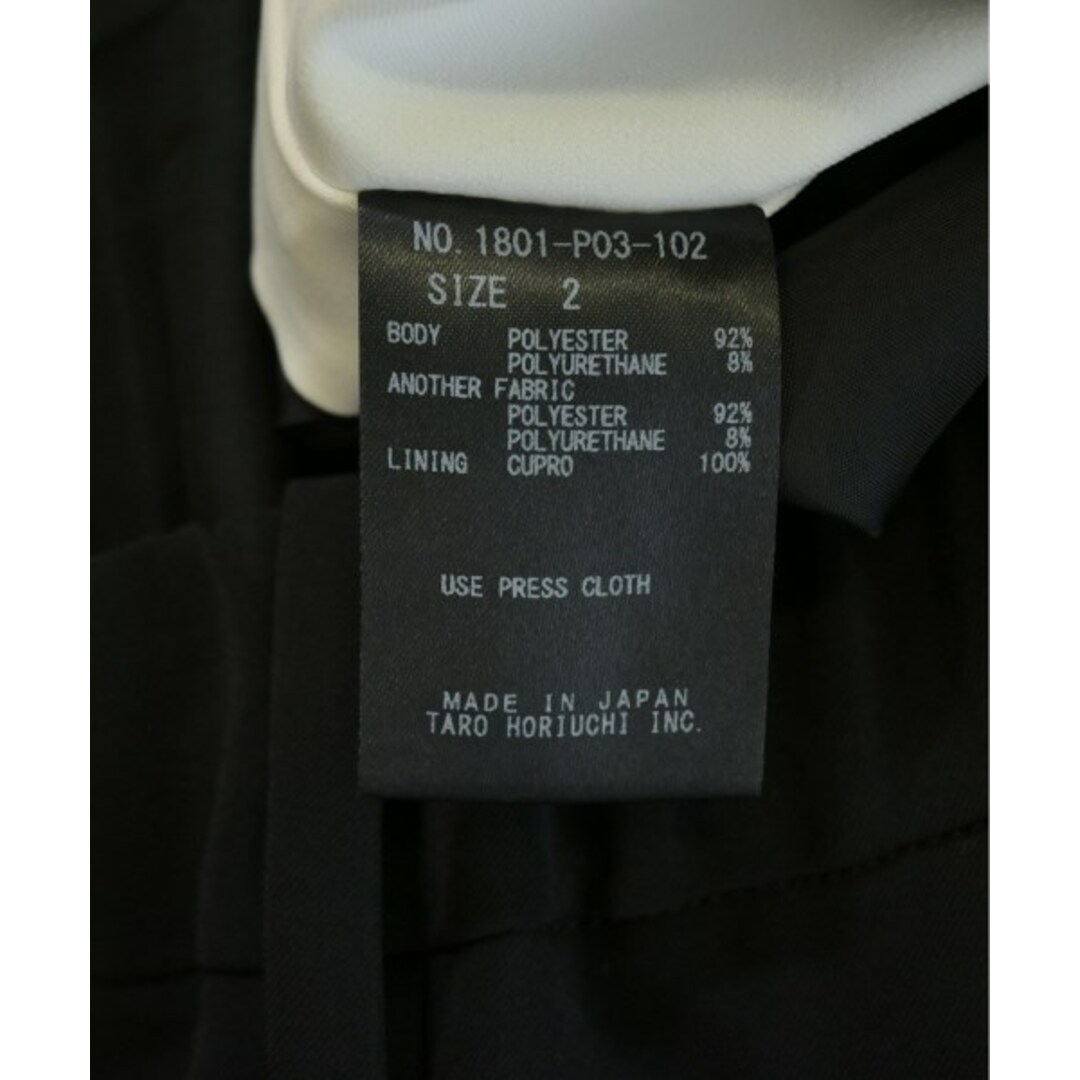 NO. 1801-P03-102
SIZE 2
BODY POLYESTER 92%
POLYURETHANE 8%
ANOTHER FABRIC
POLYESTER 92%
POLYURETHANE 8%
LINING CUPRO 100%
USE PRESS CLOTH
MADE IN JAPAN
TARO HORIUCHI INC.